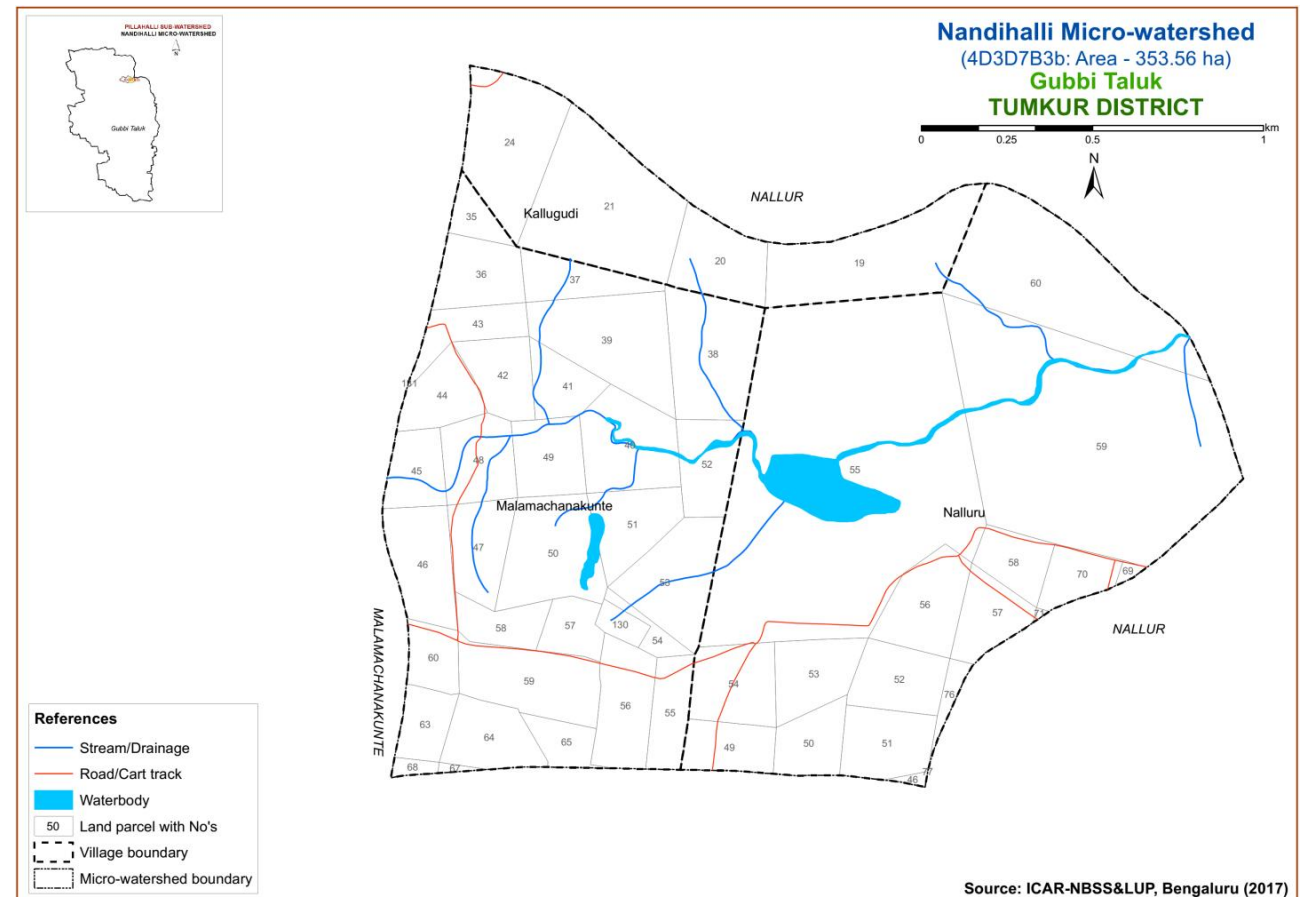 PILLAHALLI SUB-WATERSHED
NANDIHALLI MICRO-WATERSHED
N
Gubbi Taluk
Nandihalli Micro-watershed
(4D3D7B3b: Area - 353.56 ha)
Gubbi Taluk
TUMKUR DISTRICT
km
0 0.25 0.5 1
N
24
NALLUR
35
Kallugudi
21
20
19
36
37
60
43
39
38
42
41
44
59
45
48
49
40
52
55
Malamachanakunte
Nalluru
51
50
47
46
53
58
70
69
56
57
71
58
57
130
54
NALLUR
MALAMACHANAKUNTE
60
59
54
53
52
76
56
55
63
64
65
49
50
51
68
67
77
46
References
Stream/Drainage
Road/Cart track
Waterbody
50 Land parcel with No's
Village boundary
Micro-watershed boundary
Source: ICAR-NBSS&LUP, Bengaluru (2017)